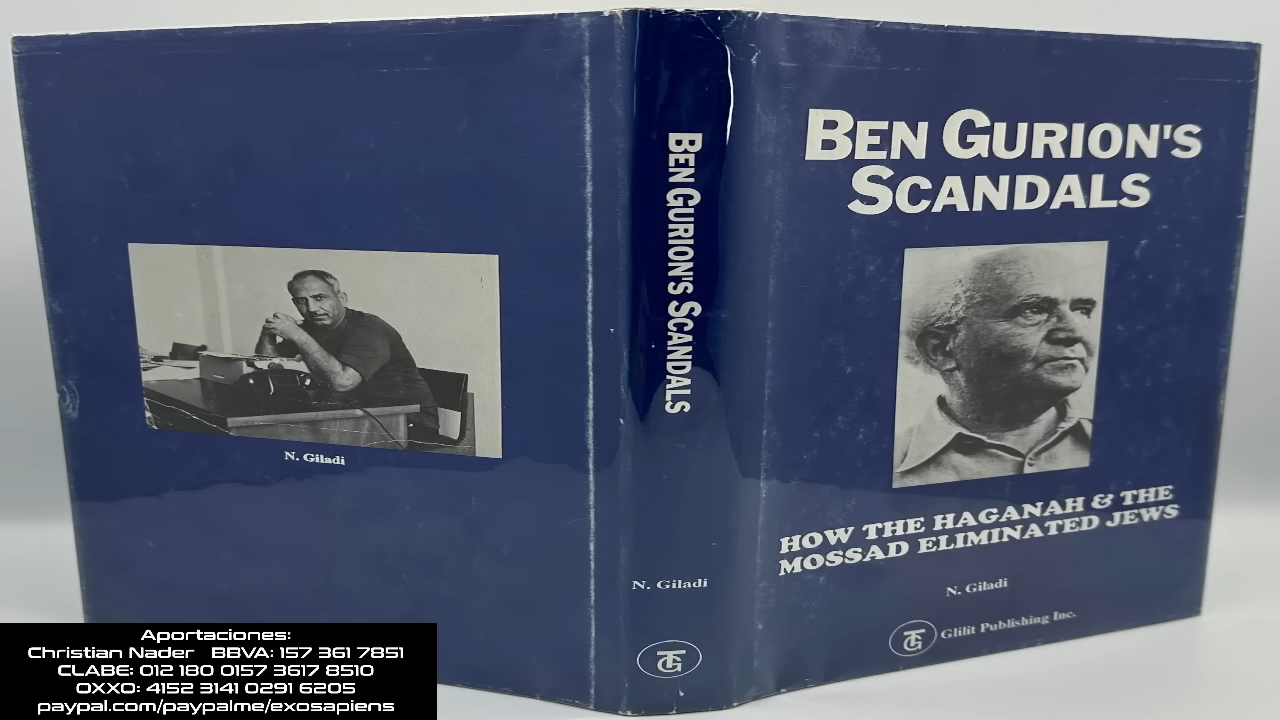 N. Giladi
BEN GURION'S SCANDALS
N. Giladi
TG
BEN GURION'S
SCANDALS
HOW THE HAGANAH & THE
MOSSAD ELIMINATED JEWS
N. Giladi
TG Glilit Publishing Inc.
Aportaciones:
Christian Nader BBVA: 157 361 7851
CLABE: 012 180 0157 3617 8510
OXXO: 4152 3141 0291 6205
paypal.com/paypalme/exosapiens